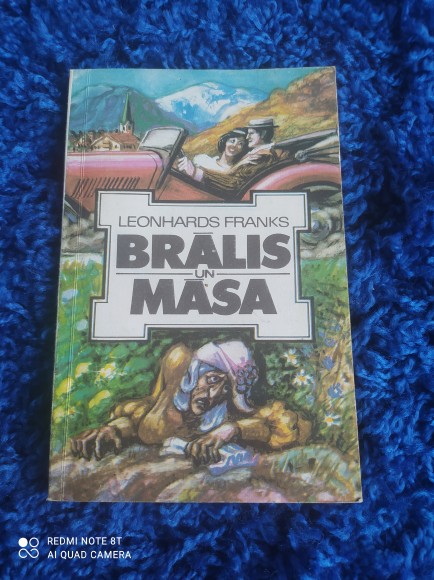 LEONHARDS FRANKS
BRĀLIS
UN
MĀSA
REDMI NOTE 8T
AI QUAD CAMERA